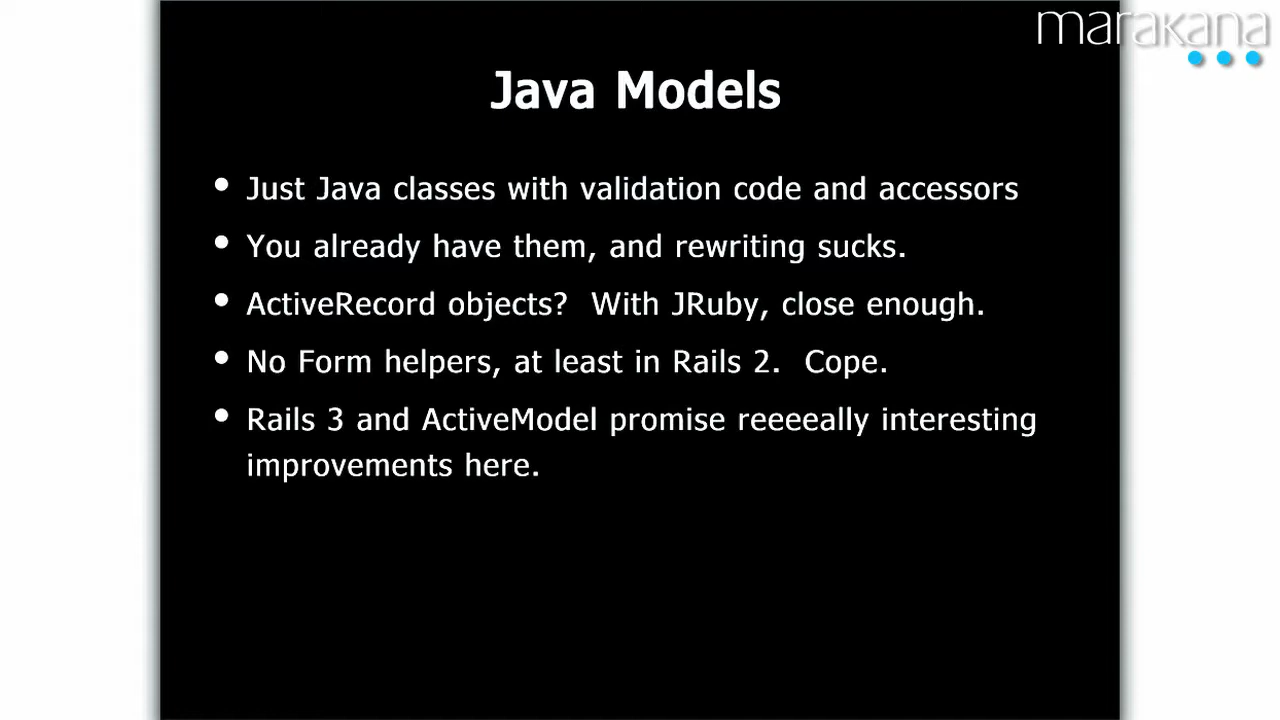 marakana
Java Models
• Just Java classes with validation code and accessors
• You already have them, and rewriting sucks.
• ActiveRecord objects?  With JRuby, close enough.
• No Form helpers, at least in Rails 2.  Cope.
• Rails 3 and ActiveModel promise reeeeally interesting
improvements here.